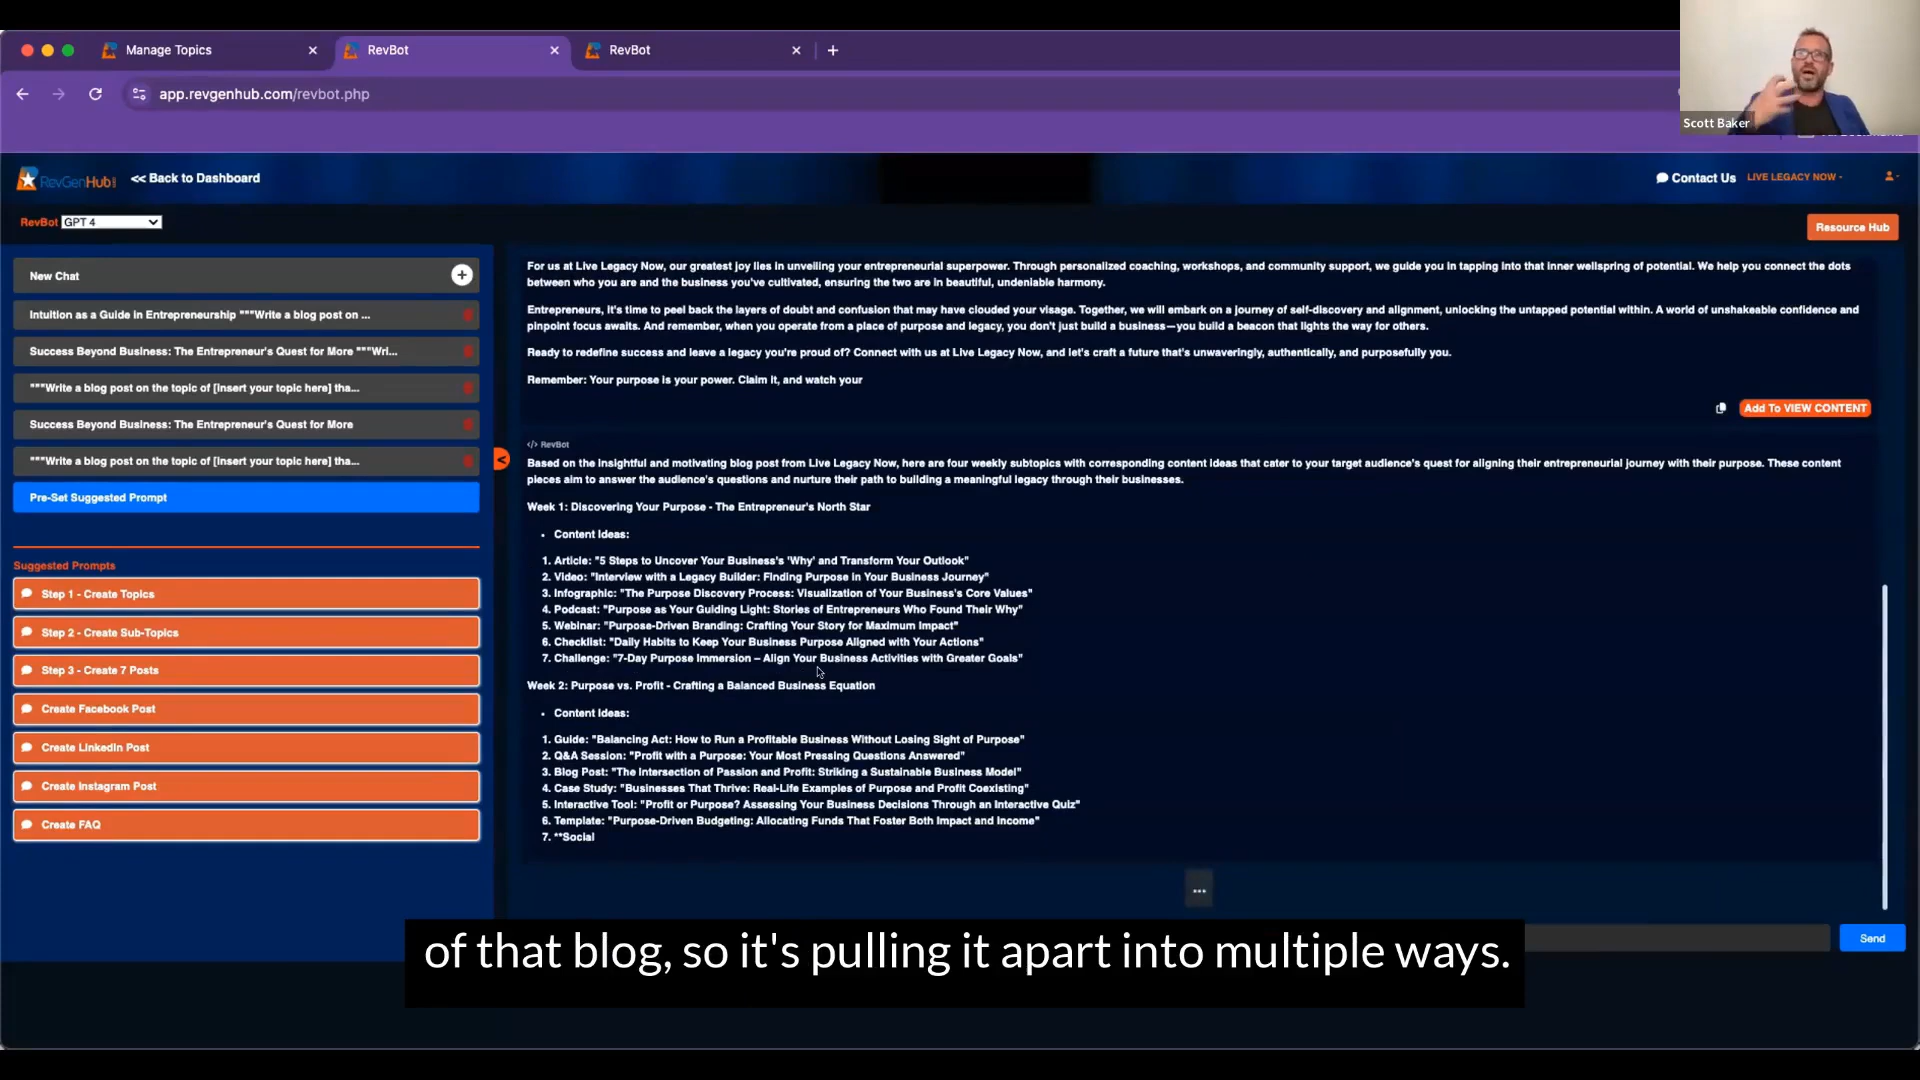 Manage Topics
RevBot
RevBot
app.revgenhub.com/revbot.php
Scott Baker
RevGenHub
<< Back to Dashboard
Contact Us
LIVE LEGACY NOW
RevBot
GPT 4
Resource Hub
New Chat
Intuition as a Guide in Entrepreneurship """Write a blog post on ...
Success Beyond Business: The Entrepreneur's Quest for More """Wri...
"""Write a blog post on the topic of [insert your topic here] tha...
Success Beyond Business: The Entrepreneur's Quest for More
"""Write a blog post on the topic of [insert your topic here] tha...
Pre-Set Suggested Prompt
Suggested Prompts
Step 1 - Create Topics
Step 2 - Create Sub-Topics
Step 3 - Create 7 Posts
Create Facebook Post
Create LinkedIn Post
Create Instagram Post
Create FAQ
For us at Live Legacy Now, our greatest joy lies in unveiling your entrepreneurial superpower. Through personalized coaching, workshops, and community support, we guide you in tapping into that inner wellspring of potential. We help you connect the dots
between who you are and the business you've cultivated, ensuring the two are in beautiful, undeniable harmony.
Entrepreneurs, it's time to peel back the layers of doubt and confusion that may have clouded your visage. Together, we will embark on a journey of self-discovery and alignment, unlocking the untapped potential within. A world of unshakeable confidence and
pinpoint focus awaits. And remember, when you operate from a place of purpose and legacy, you don't just build a business—you build a beacon that lights the way for others.
Ready to redefine success and leave a legacy you're proud of? Connect with us at Live Legacy Now, and let's craft a future that's unwaveringly, authentically, and purposefully you.
Remember: Your purpose is your power. Claim it, and watch your
Add To VIEW CONTENT
</> RevBot
Based on the insightful and motivating blog post from Live Legacy Now, here are four weekly subtopics with corresponding content ideas that cater to your target audience's quest for aligning their entrepreneurial journey with their purpose. These content
pieces aim to answer the audience's questions and nurture their path to building a meaningful legacy through their businesses.
Week 1: Discovering Your Purpose - The Entrepreneur's North Star
• Content Ideas:
1. Article: "5 Steps to Uncover Your Business's 'Why' and Transform Your Outlook"
2. Video: "Interview with a Legacy Builder: Finding Purpose in Your Business Journey"
3. Infographic: "The Purpose Discovery Process: Visualization of Your Business's Core Values"
4. Podcast: "Purpose as Your Guiding Light: Stories of Entrepreneurs Who Found Their Why"
5. Webinar: "Purpose-Driven Branding: Crafting Your Story for Maximum Impact"
6. Checklist: "Daily Habits to Keep Your Business Purpose Aligned with Your Actions"
7. Challenge: "7-Day Purpose Immersion – Align Your Business Activities with Greater Goals"
Week 2: Purpose vs. Profit - Crafting a Balanced Business Equation
• Content Ideas:
1. Guide: "Balancing Act: How to Run a Profitable Business Without Losing Sight of Purpose"
2. Q&A Session: "Profit with a Purpose: Your Most Pressing Questions Answered"
3. Blog Post: "The Intersection of Passion and Profit: Striking a Sustainable Business Model"
4. Case Study: "Businesses That Thrive: Real-Life Examples of Purpose and Profit Coexisting"
5. Interactive Tool: "Profit or Purpose? Assessing Your Business Decisions Through an Interactive Quiz"
6. Template: "Purpose-Driven Budgeting: Allocating Funds That Foster Both Impact and Income"
7. **Social
...
Send
of that blog, so it's pulling it apart into multiple ways.